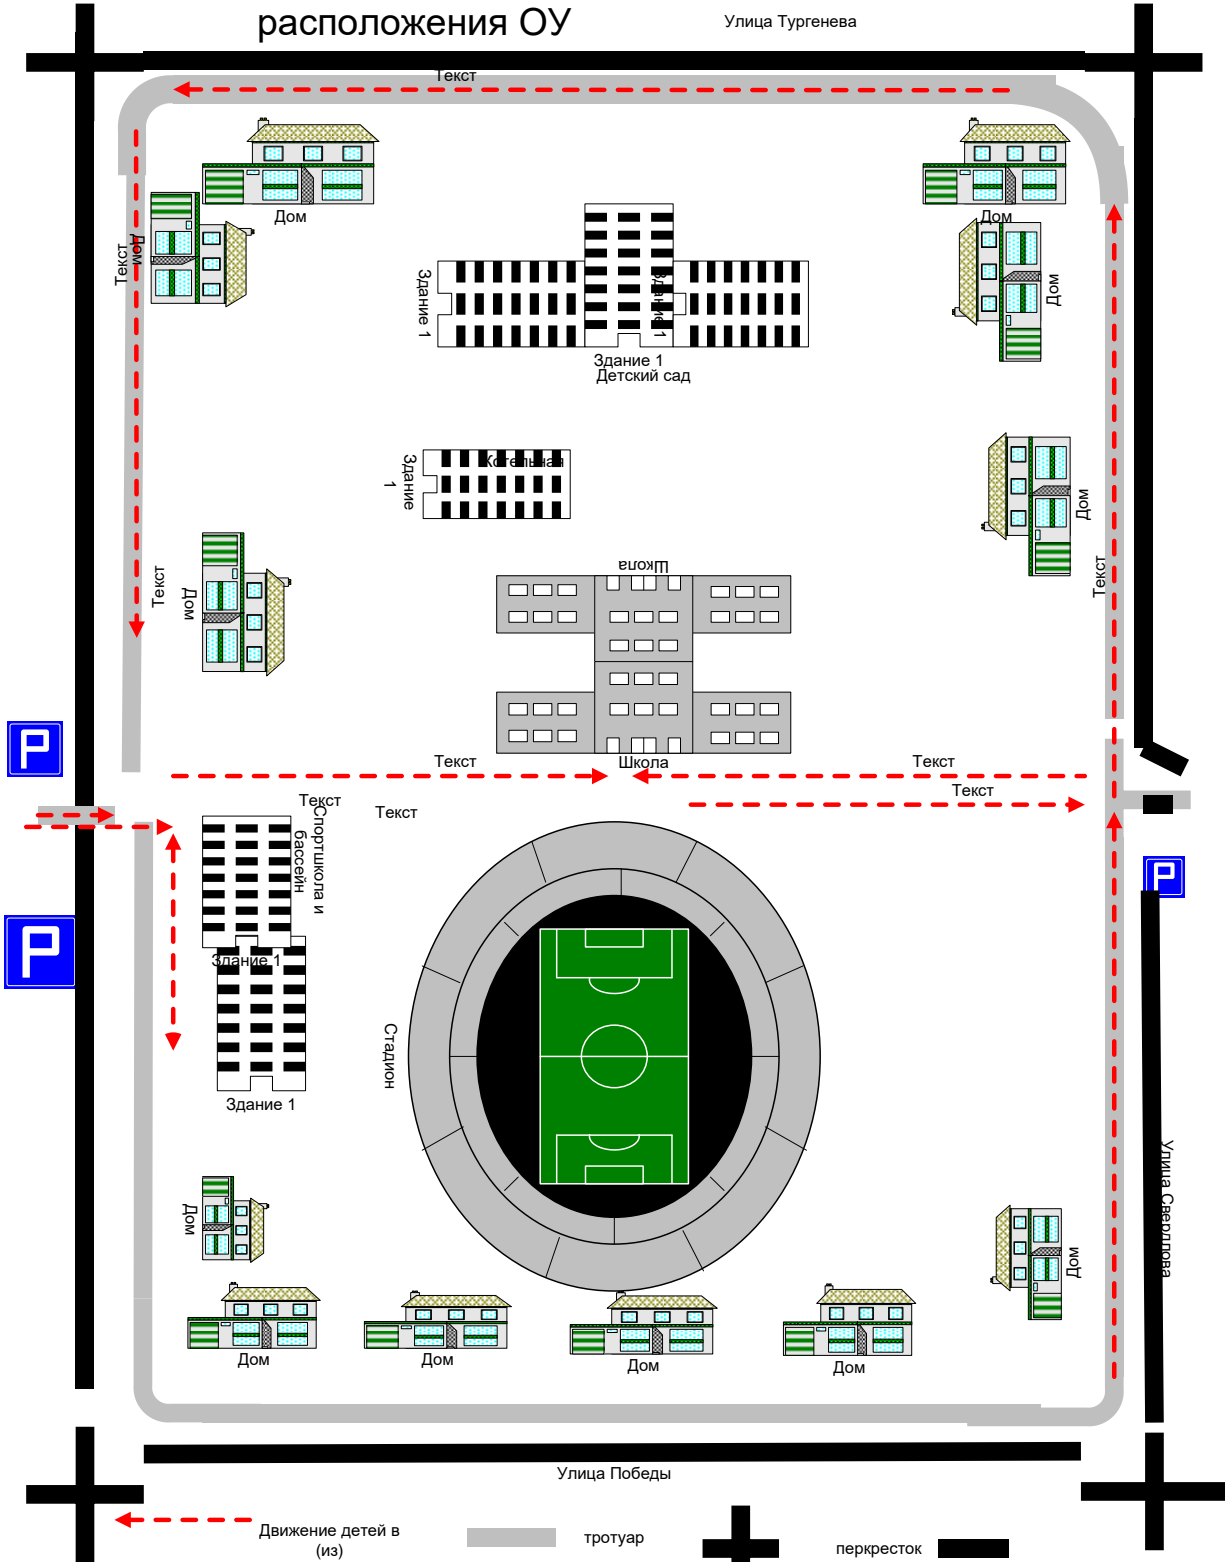 расположения ОУ
Улица Тургенева
Текст
Дом
Дом
Текст
Дом
Дом
Здание 1
Здание 1
Здание 1
Детский сад
Здание
1
Котельная
Дом
Школа
Текст
Дом
Текст
Школа
Текст
Текст
Текст
Текст
Текст
P
P
P
Спортшкола и
бассейн
Здание 1
Здание 1
Стадион
Улица Свердлова
Дом
Дом
Дом
Дом
Дом
Дом
Улица Победы
Движение детей в
(из)
тротуар
перкресток